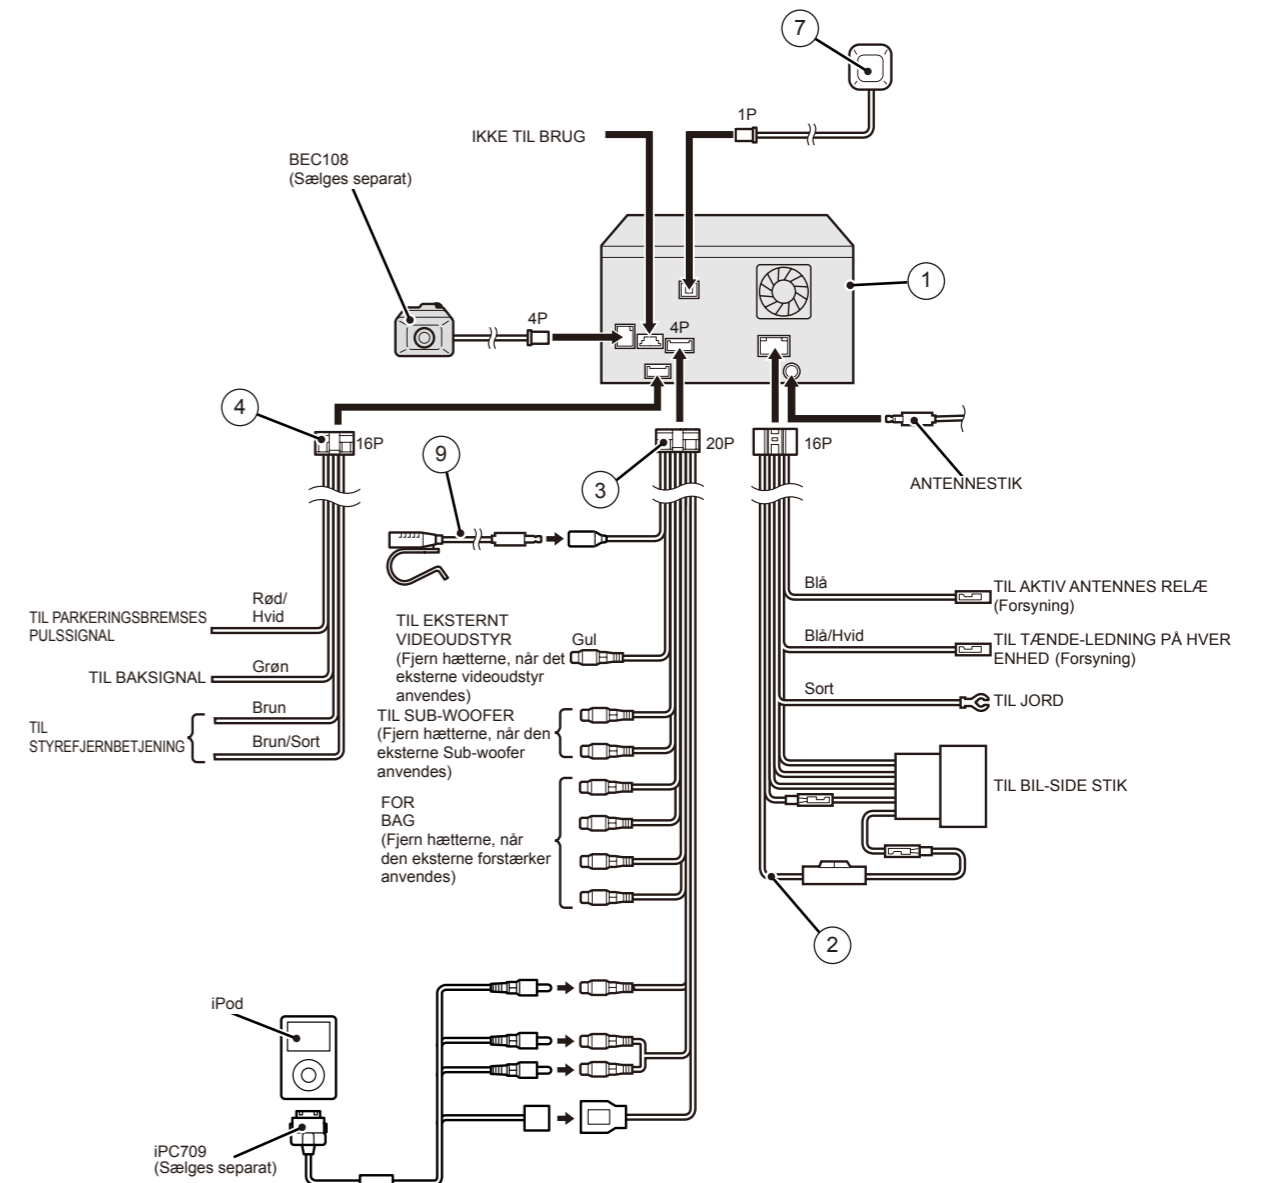 7
1P
IKKE TIL BRUG
BEC108
(Sælges separat)
1
4P
4P
4
16P
9
3
20P
16P
ANTENNESTIK
Rød/
Hvid
TIL PARKERINGSBREMSES
PULSSIGNAL
Grøn
TIL BAKSIGNAL
Brun
TIL
STYREFJERNBETJENING
Brun/Sort
TIL EKSTERNT
VIDEOUDSTYR
(Fjern hætterne, når det
eksterne videoudstyr
anvendes)
Gul
TIL SUB-WOOFER
(Fjern hætterne, når den
eksterne Sub-woofer
anvendes)
FOR
BAG
(Fjern hætterne, når
den eksterne forstærker
anvendes)
Blå
TIL AKTIV ANTENNES RELÆ
(Forsyning)
Blå/Hvid
TIL TÆNDE-LEDNING PÅ HVER
ENHED (Forsyning)
Sort
TIL JORD
TIL BIL-SIDE STIK
2
iPod
iPC709
(Sælges separat)